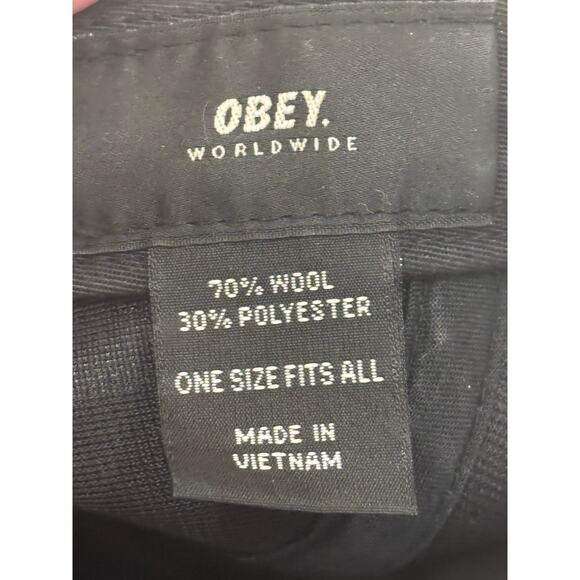 OBEY.
WORLDWIDE
70% WOOL
30% POLYESTER
ONE SIZE FITS ALL
MADE IN
VIETNAM